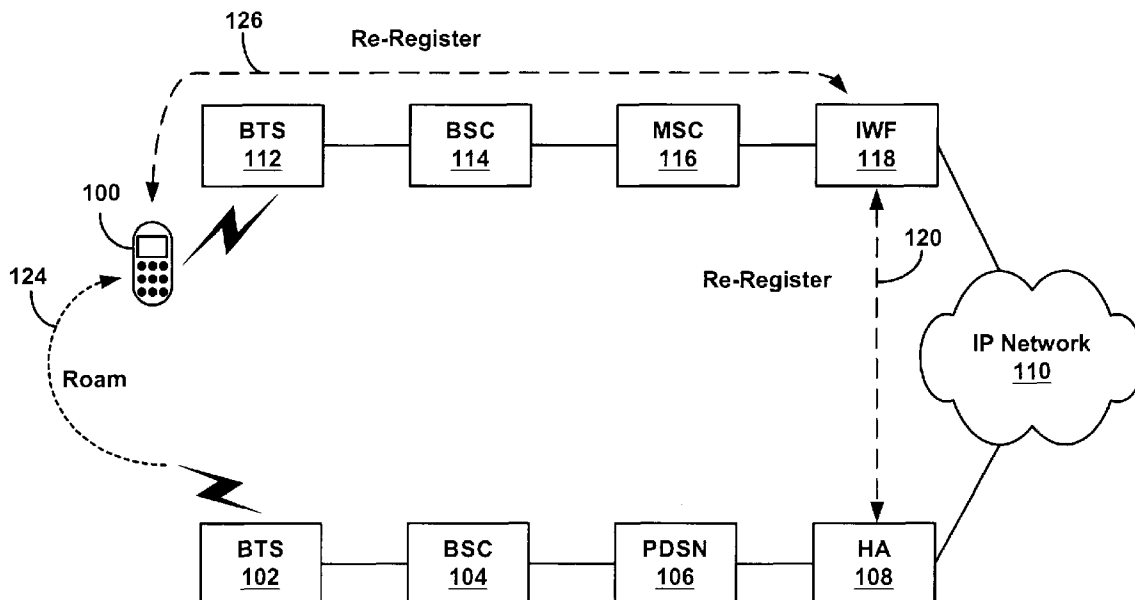 126
Re-Register
BTS
112
BSC
114
MSC
116
IWF
118
100
124
120
Re-Register
IP Network
110
Roam
BTS
102
BSC
104
PDSN
106
HA
108